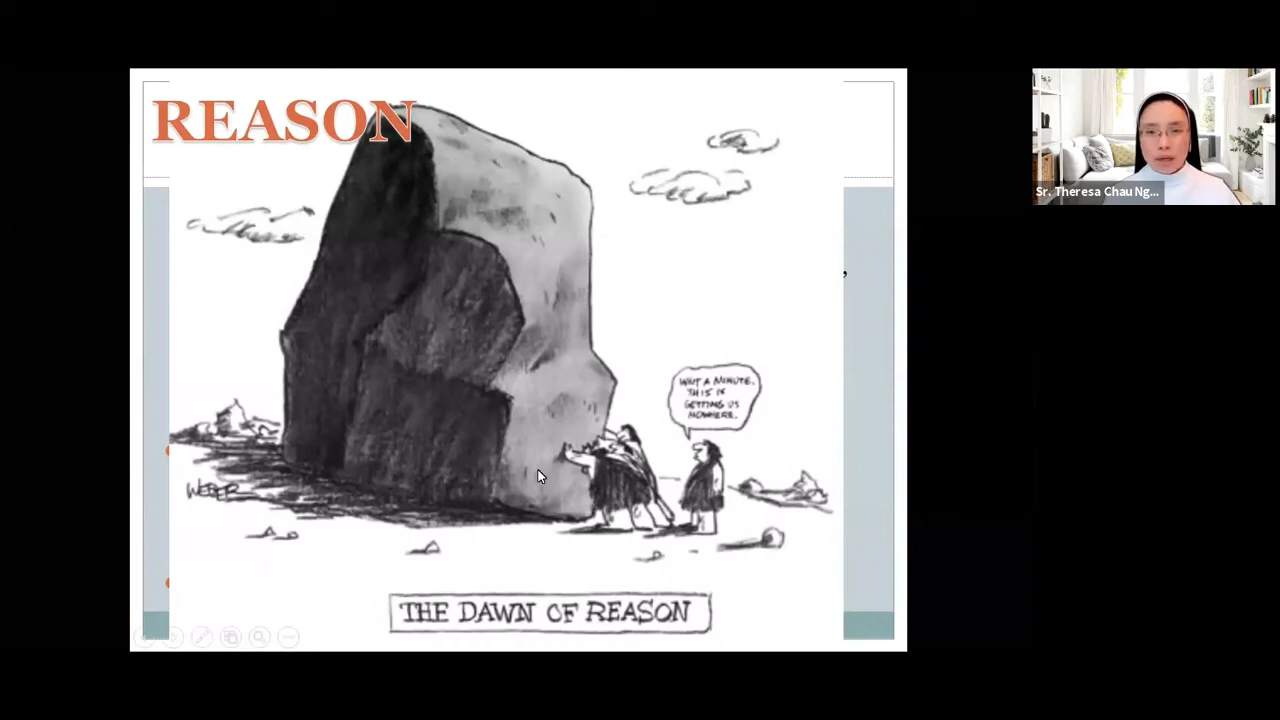 REASON
Sr. Theresa Chau Ng...
WAIT A MINUTE.
THIS IS
GETTING US
NOWHERE.
WEBER
THE DAWN OF REASON